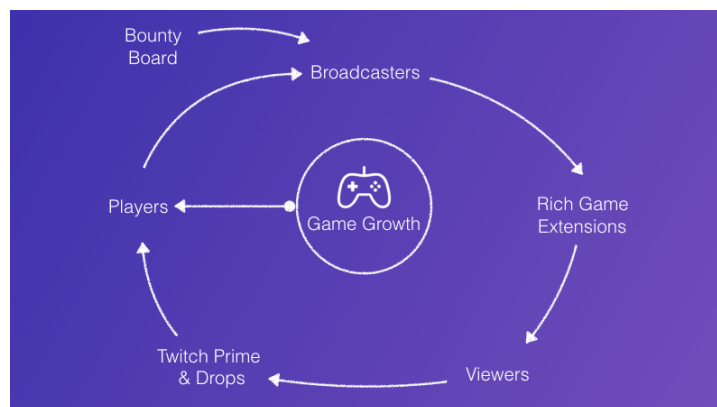 Bounty
Board
Broadcasters
Players
Game Growth
Rich Game
Extensions
Twitch Prime
& Drops
Viewers